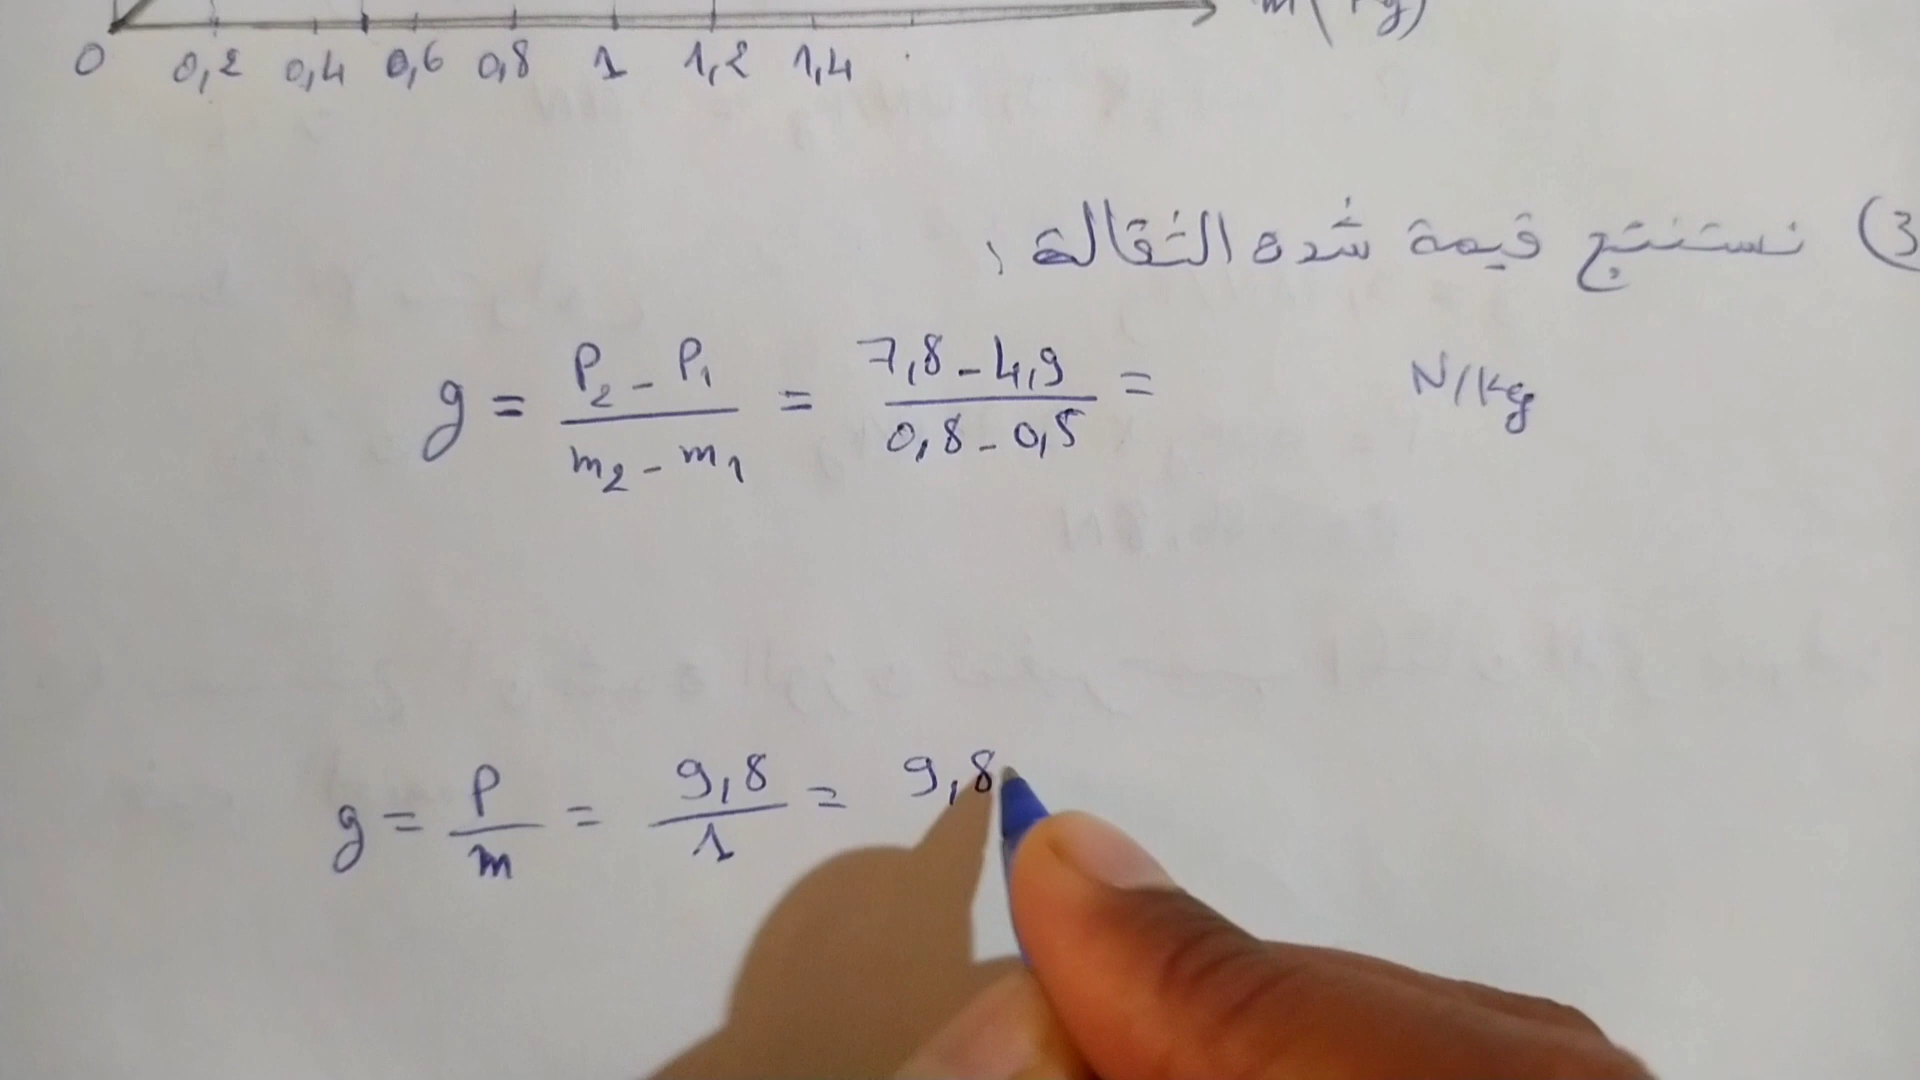 m(Kg)
0 0,2 0,4 0,6 0,8 1 1,2 1,4
3) نستنتج قيمة شدة الثقالة :
g = P₂ - P₁ / m₂ - m₁ = 7,8 - 4,9 / 0,8 - 0,5 = N/kg
g = P / m = 9,8 / 1 = 9,8